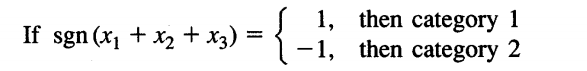 If sgn (x₁ + x₂ + x₃) = { 1, then category 1
−1, then category 2